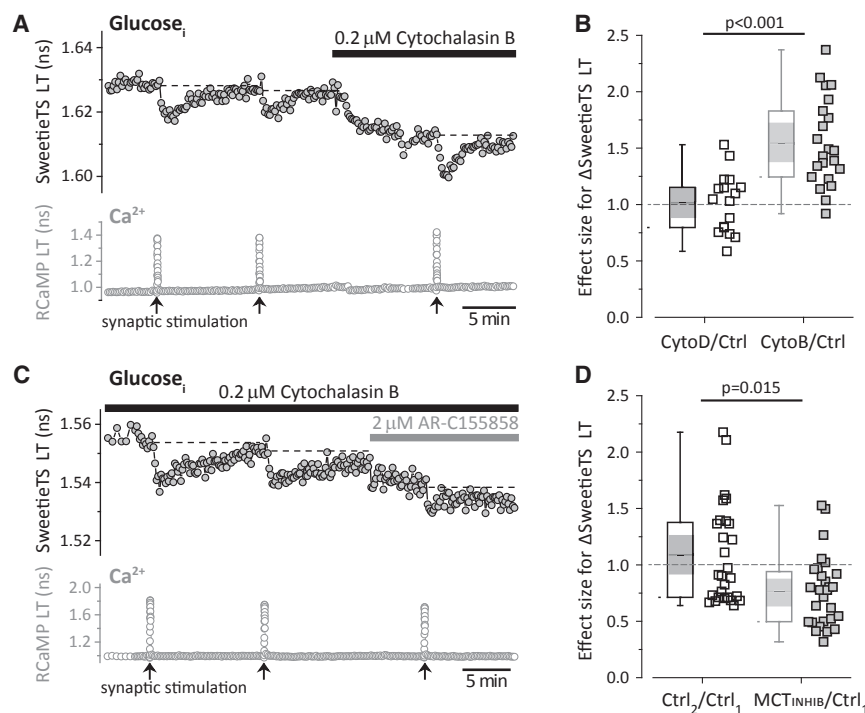 A
Glucosei
0.2 µM Cytochalasin B
SweetieTS LT (ns)
1.64
1.62
1.60
Ca2+
RCaMP LT (ns)
1.4
1.2
1.0
synaptic stimulation
5 min
B
p<0.001
Effect size for ΔSweetieTS LT
2.5
2.0
1.5
1.0
0.5
0.0
CytoD/Ctrl
CytoB/Ctrl
C
Glucosei
0.2 µM Cytochalasin B
2 µM AR-C155858
SweetieTS LT (ns)
1.56
1.54
1.52
Ca2+
RCaMP LT (ns)
2.0
1.6
1.2
synaptic stimulation
5 min
D
p=0.015
Effect size for ΔSweetieTS LT
2.5
2.0
1.5
1.0
0.5
0.0
Ctrl2/Ctrl1
MCTINHIB/Ctrl1